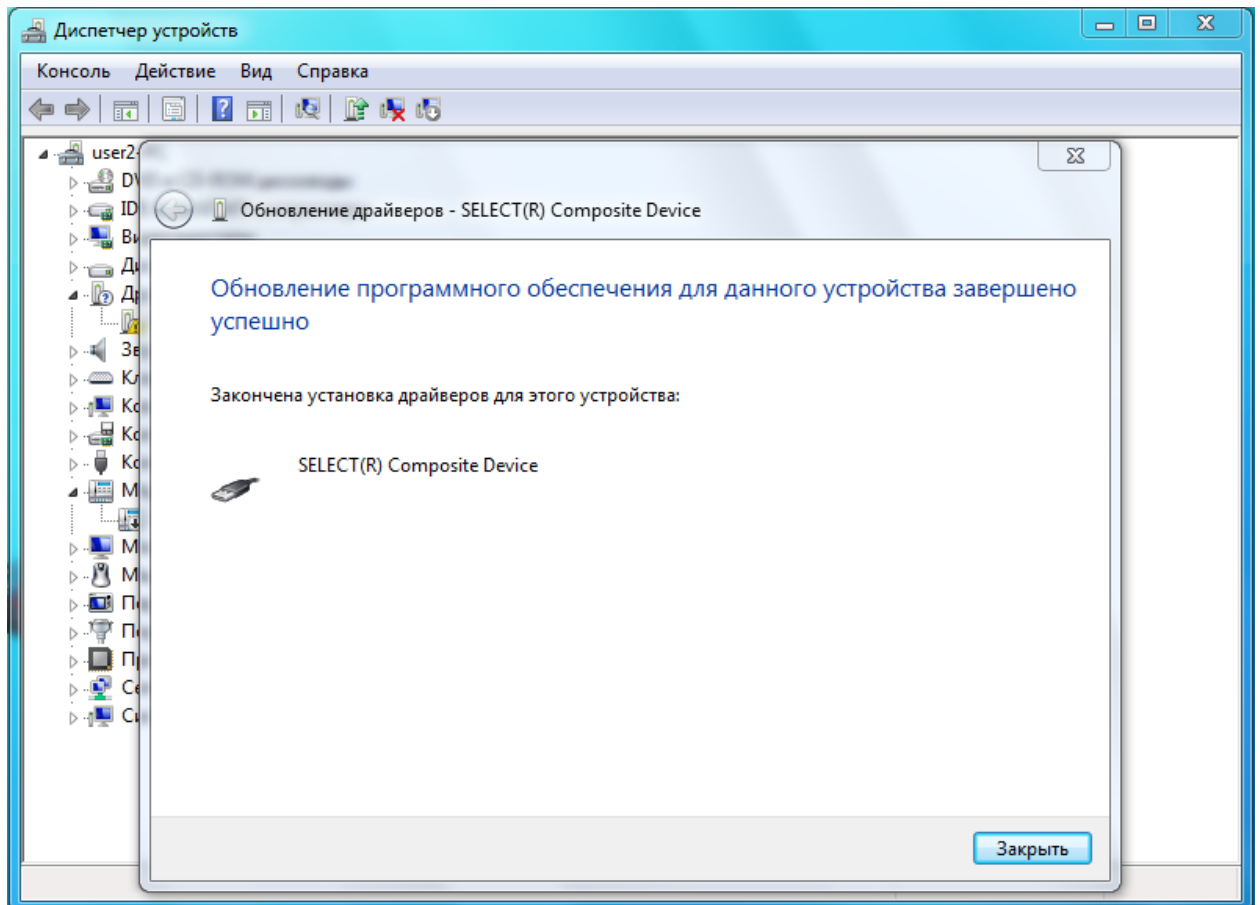 Диспетчер устройств
Консоль Действие Вид Справка
user2-
Обновление драйверов - SELECT(R) Composite Device
Обновление программного обеспечения для данного устройства завершено
успешно
Закончена установка драйверов для этого устройства:
SELECT(R) Composite Device
Закрыть